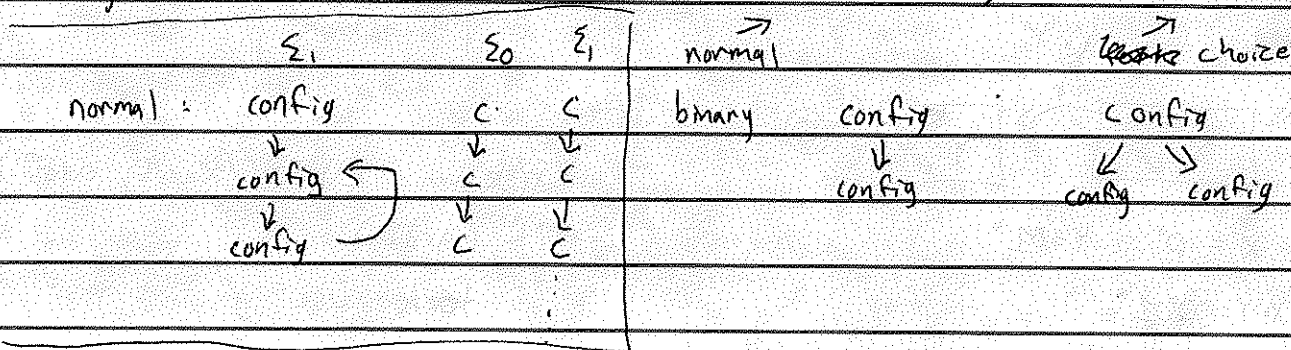 Σ₁ Σ₀ Σ₁ normal choice
normal : config C C binary config config
config C C config config config
config C C